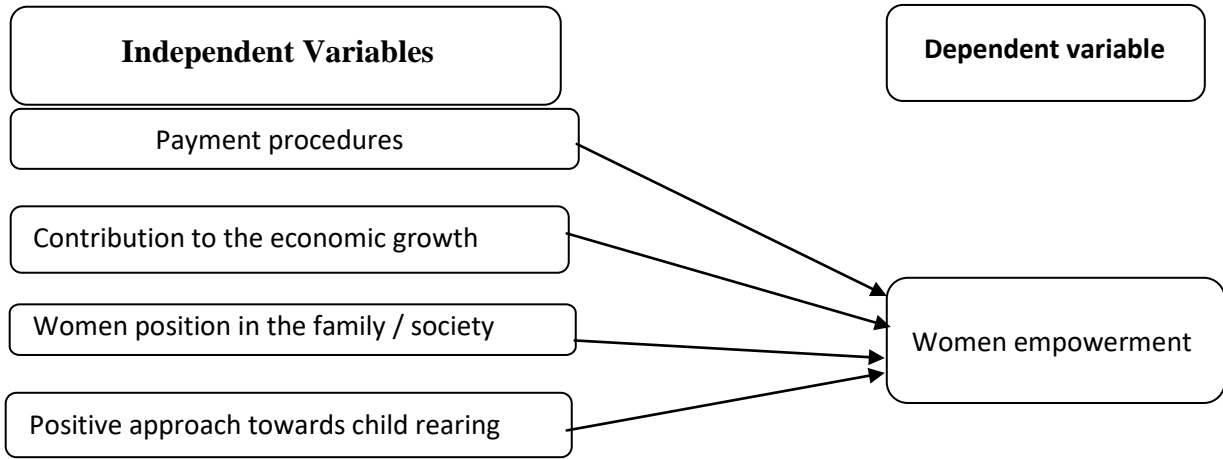 Independent Variables
Dependent variable
Payment procedures
Contribution to the economic growth
Women position in the family / society
Women empowerment
Positive approach towards child rearing